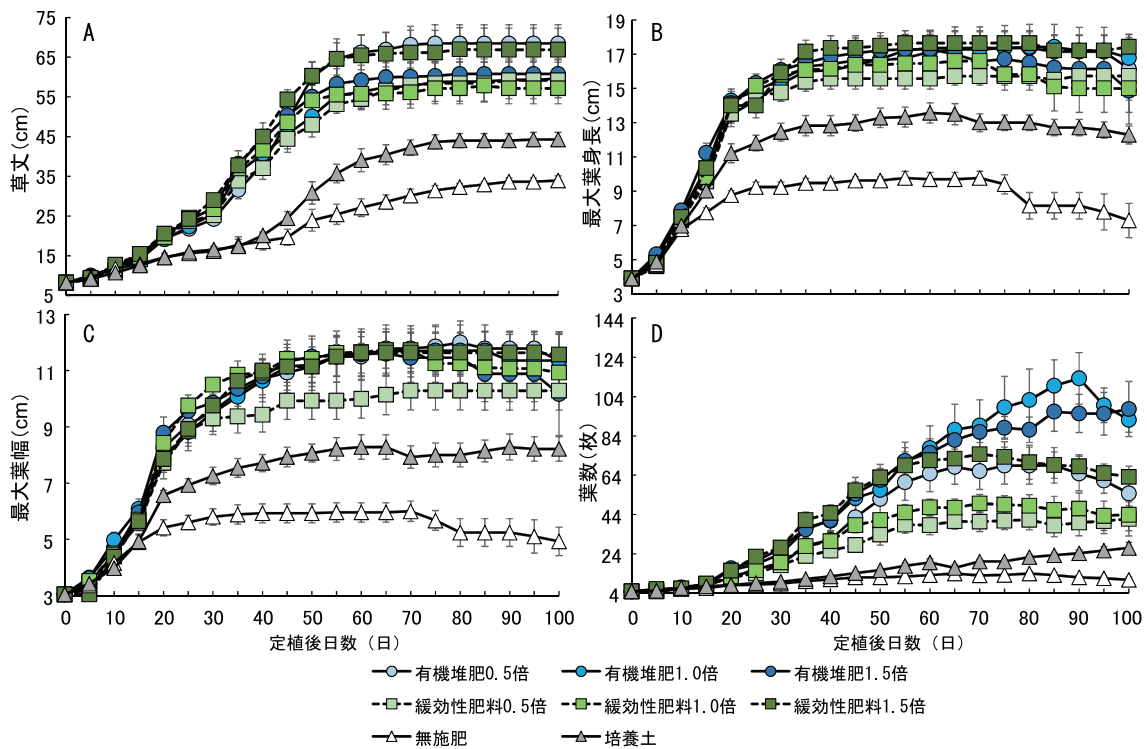 A
75
65
55
45
35
25
15
5
草丈(cm)
B
19
17
15
13
11
9
7
5
3
最大葉身長(cm)
C
13
11
9
7
5
3
最大葉幅(cm)
0 10 20 30 40 50 60 70 80 90 100
定植後日数（日）
D
144
124
104
84
64
44
24
4
葉数(枚)
0 10 20 30 40 50 60 70 80 90 100
定植後日数（日）
有機堆肥0.5倍 有機堆肥1.0倍 有機堆肥1.5倍
緩効性肥料0.5倍 緩効性肥料1.0倍 緩効性肥料1.5倍
無施肥 培養土